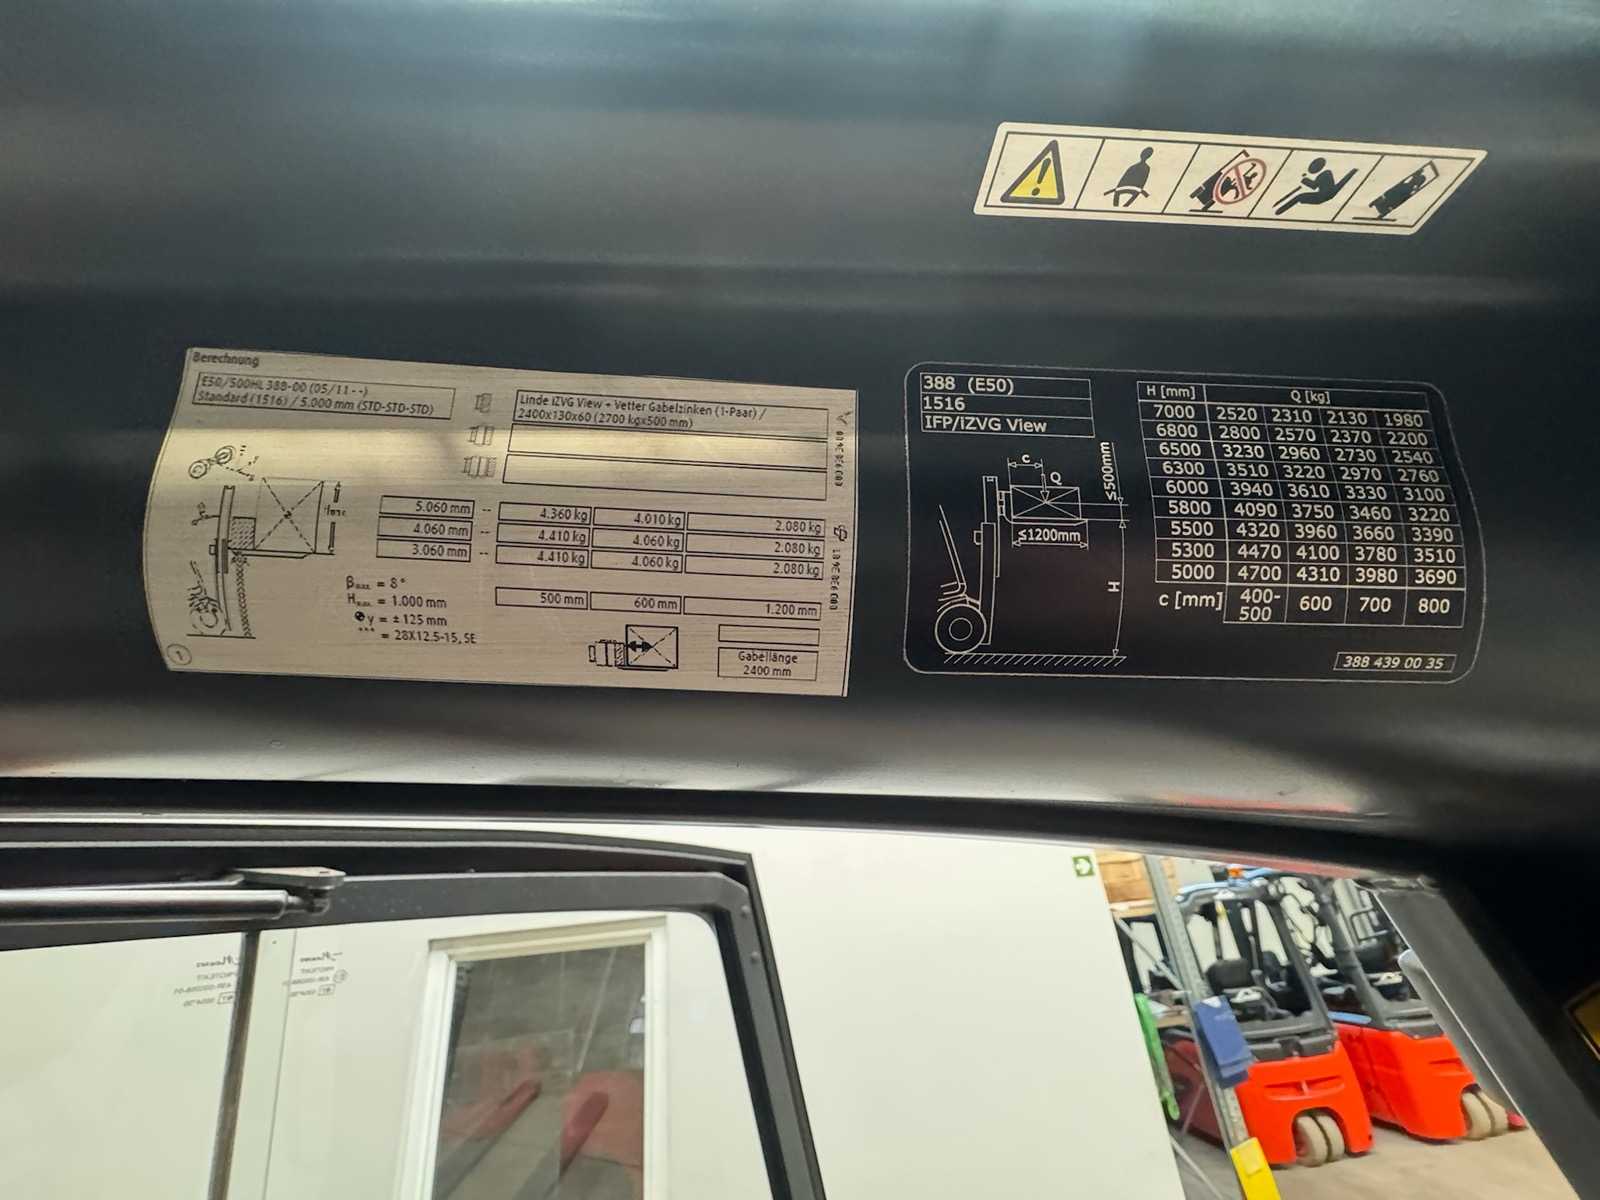 Berechnung
E50/500HL 388-00 (05/11--)
Standard (1516) / 5.000 mm (STD-STD-STD)
Linde iZVG View + Vetter Gabelzinken (1-Paar) /
2400x130x60 (2700 kgx500 mm)
5.060 mm -- 4.360 kg 4.010 kg 2.080 kg
4.060 mm -- 4.410 kg 4.060 kg 2.080 kg
3.060 mm -- 4.410 kg 4.060 kg 2.080 kg
500 mm 600 mm 1.200 mm
= 8°
= 1.000 mm
y = ± 125 mm
*** = 28X12.5-15, SE
Gabellänge
2400 mm
1
388 (E50)
1516
IFP/iZVG View
c
Q
≤500mm
≤1200mm
H
H [mm] Q [kg]
7000 2520 2310 2130 1980
6800 2800 2570 2370 2200
6500 3230 2960 2730 2540
6300 3510 3220 2970 2760
6000 3940 3610 3330 3100
5800 4090 3750 3460 3220
5500 4320 3960 3660 3390
5300 4470 4100 3780 3510
5000 4700 4310 3980 3690
c [mm] 400-500 600 700 800
388 439 00 35